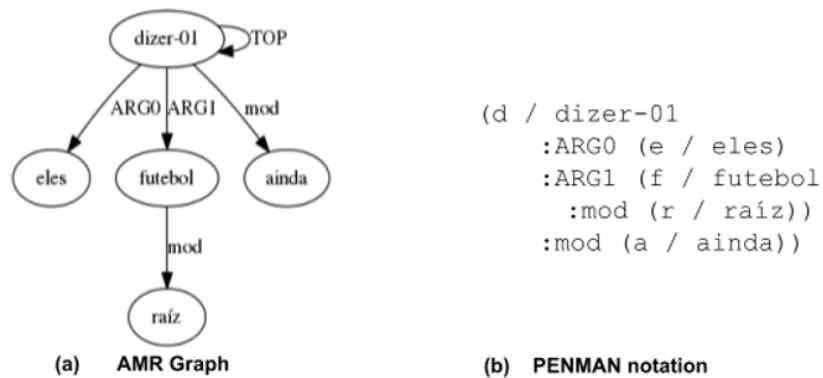 dizer-01
TOP
ARG0
ARG1
mod
eles
futebol
ainda
mod
raíz
(a) AMR Graph
(d / dizer-01
:ARG0 (e / eles)
:ARG1 (f / futebol
:mod (r / raíz))
:mod (a / ainda))
(b) PENMAN notation